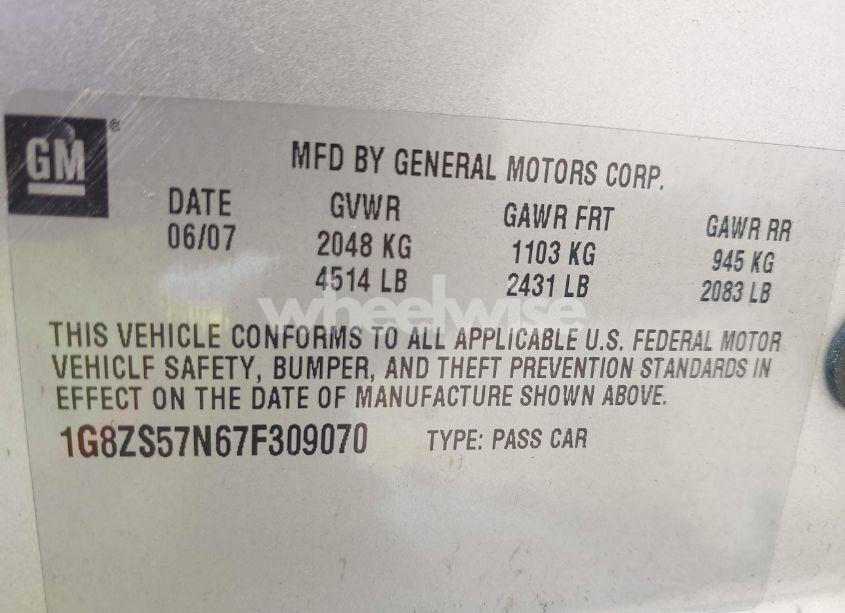 GM®
MFD BY GENERAL MOTORS CORP.
DATE GVWR GAWR FRT GAWR RR
06/07 2048 KG 1103 KG 945 KG
4514 LB 2431 LB 2083 LB
wheelwise
THIS VEHICLE CONFORMS TO ALL APPLICABLE U.S. FEDERAL MOTOR
VEHICLF SAFETY, BUMPER, AND THEFT PREVENTION STANDARDS IN
EFFECT ON THE DATE OF MANUFACTURE SHOWN ABOVE.
1G8ZS57N67F309070 TYPE: PASS CAR